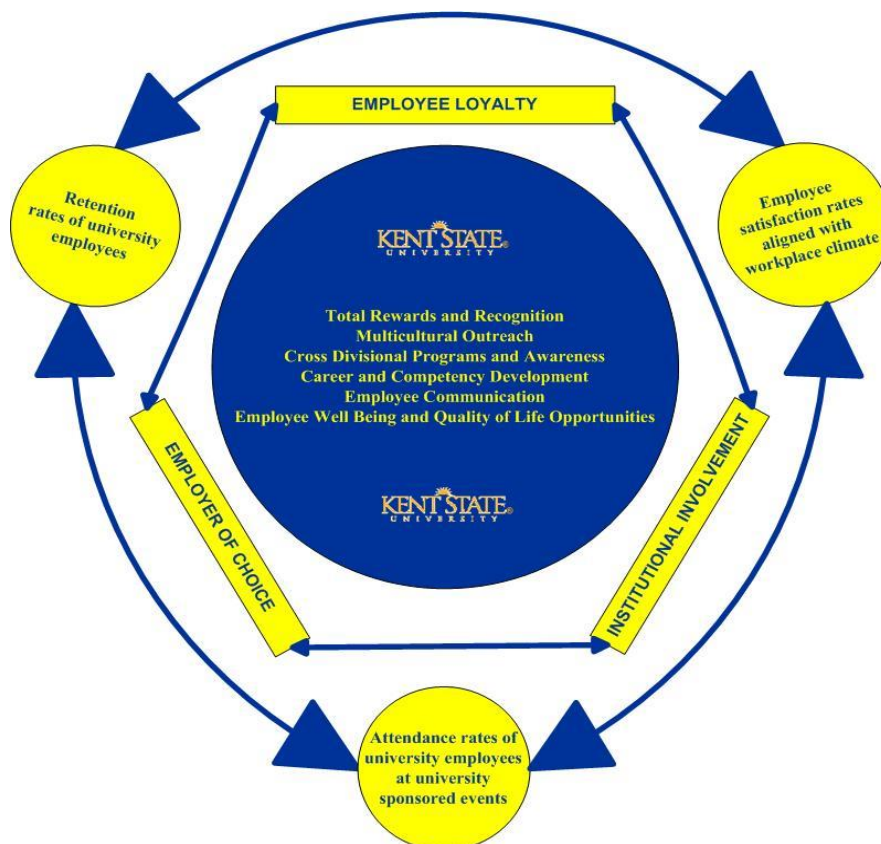 EMPLOYEE LOYALTY
Retention
rates of university
employees
Employee
satisfaction rates
aligned with
workplace climate
KENT STATE®
UNIVERSITY
Total Rewards and Recognition
Multicultural Outreach
Cross Divisional Programs and Awareness
Career and Competency Development
Employee Communication
Employee Well Being and Quality of Life Opportunities
KENT STATE®
UNIVERSITY
EMPLOYER OF CHOICE
INSTITUTIONAL INVOLVEMENT
Attendance rates of
university employees
at university
sponsored events